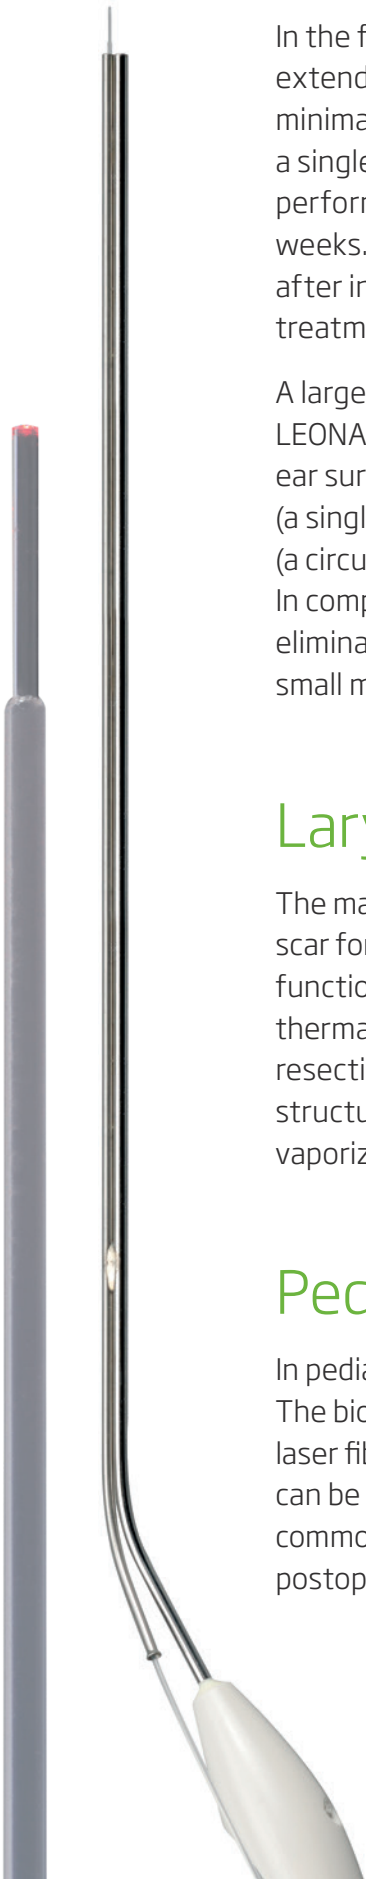 In the f
extend
minima
a single
perform
weeks.
after in
treatm
A large
LEONA
ear sur
(a singl
(a circu
In comp
elimina
small m
Lary
The ma
scar for
functio
therma
resecti
structu
vaporiz
Ped
In pedia
The bio
laser fib
can be
commo
postop